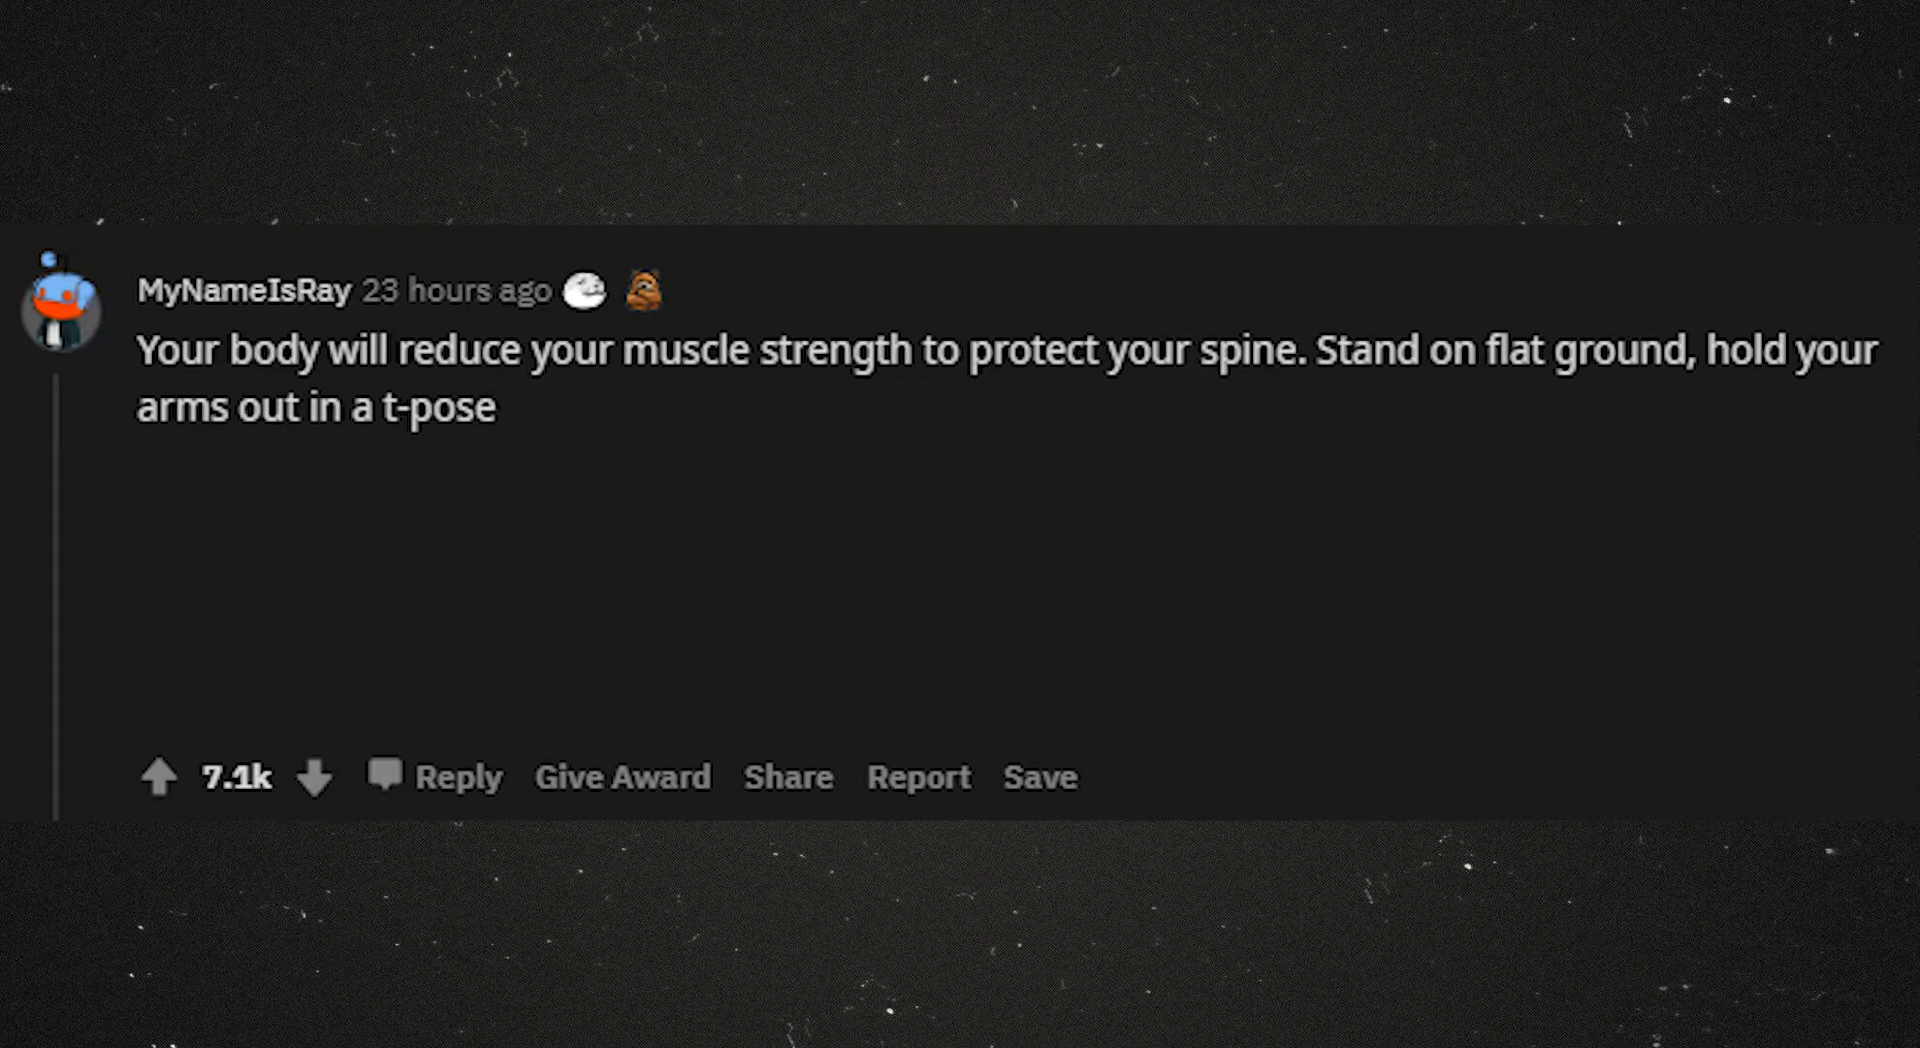 MyNameIsRay 23 hours ago
Your body will reduce your muscle strength to protect your spine. Stand on flat ground, hold your
arms out in a t-pose
7.1k Reply Give Award Share Report Save